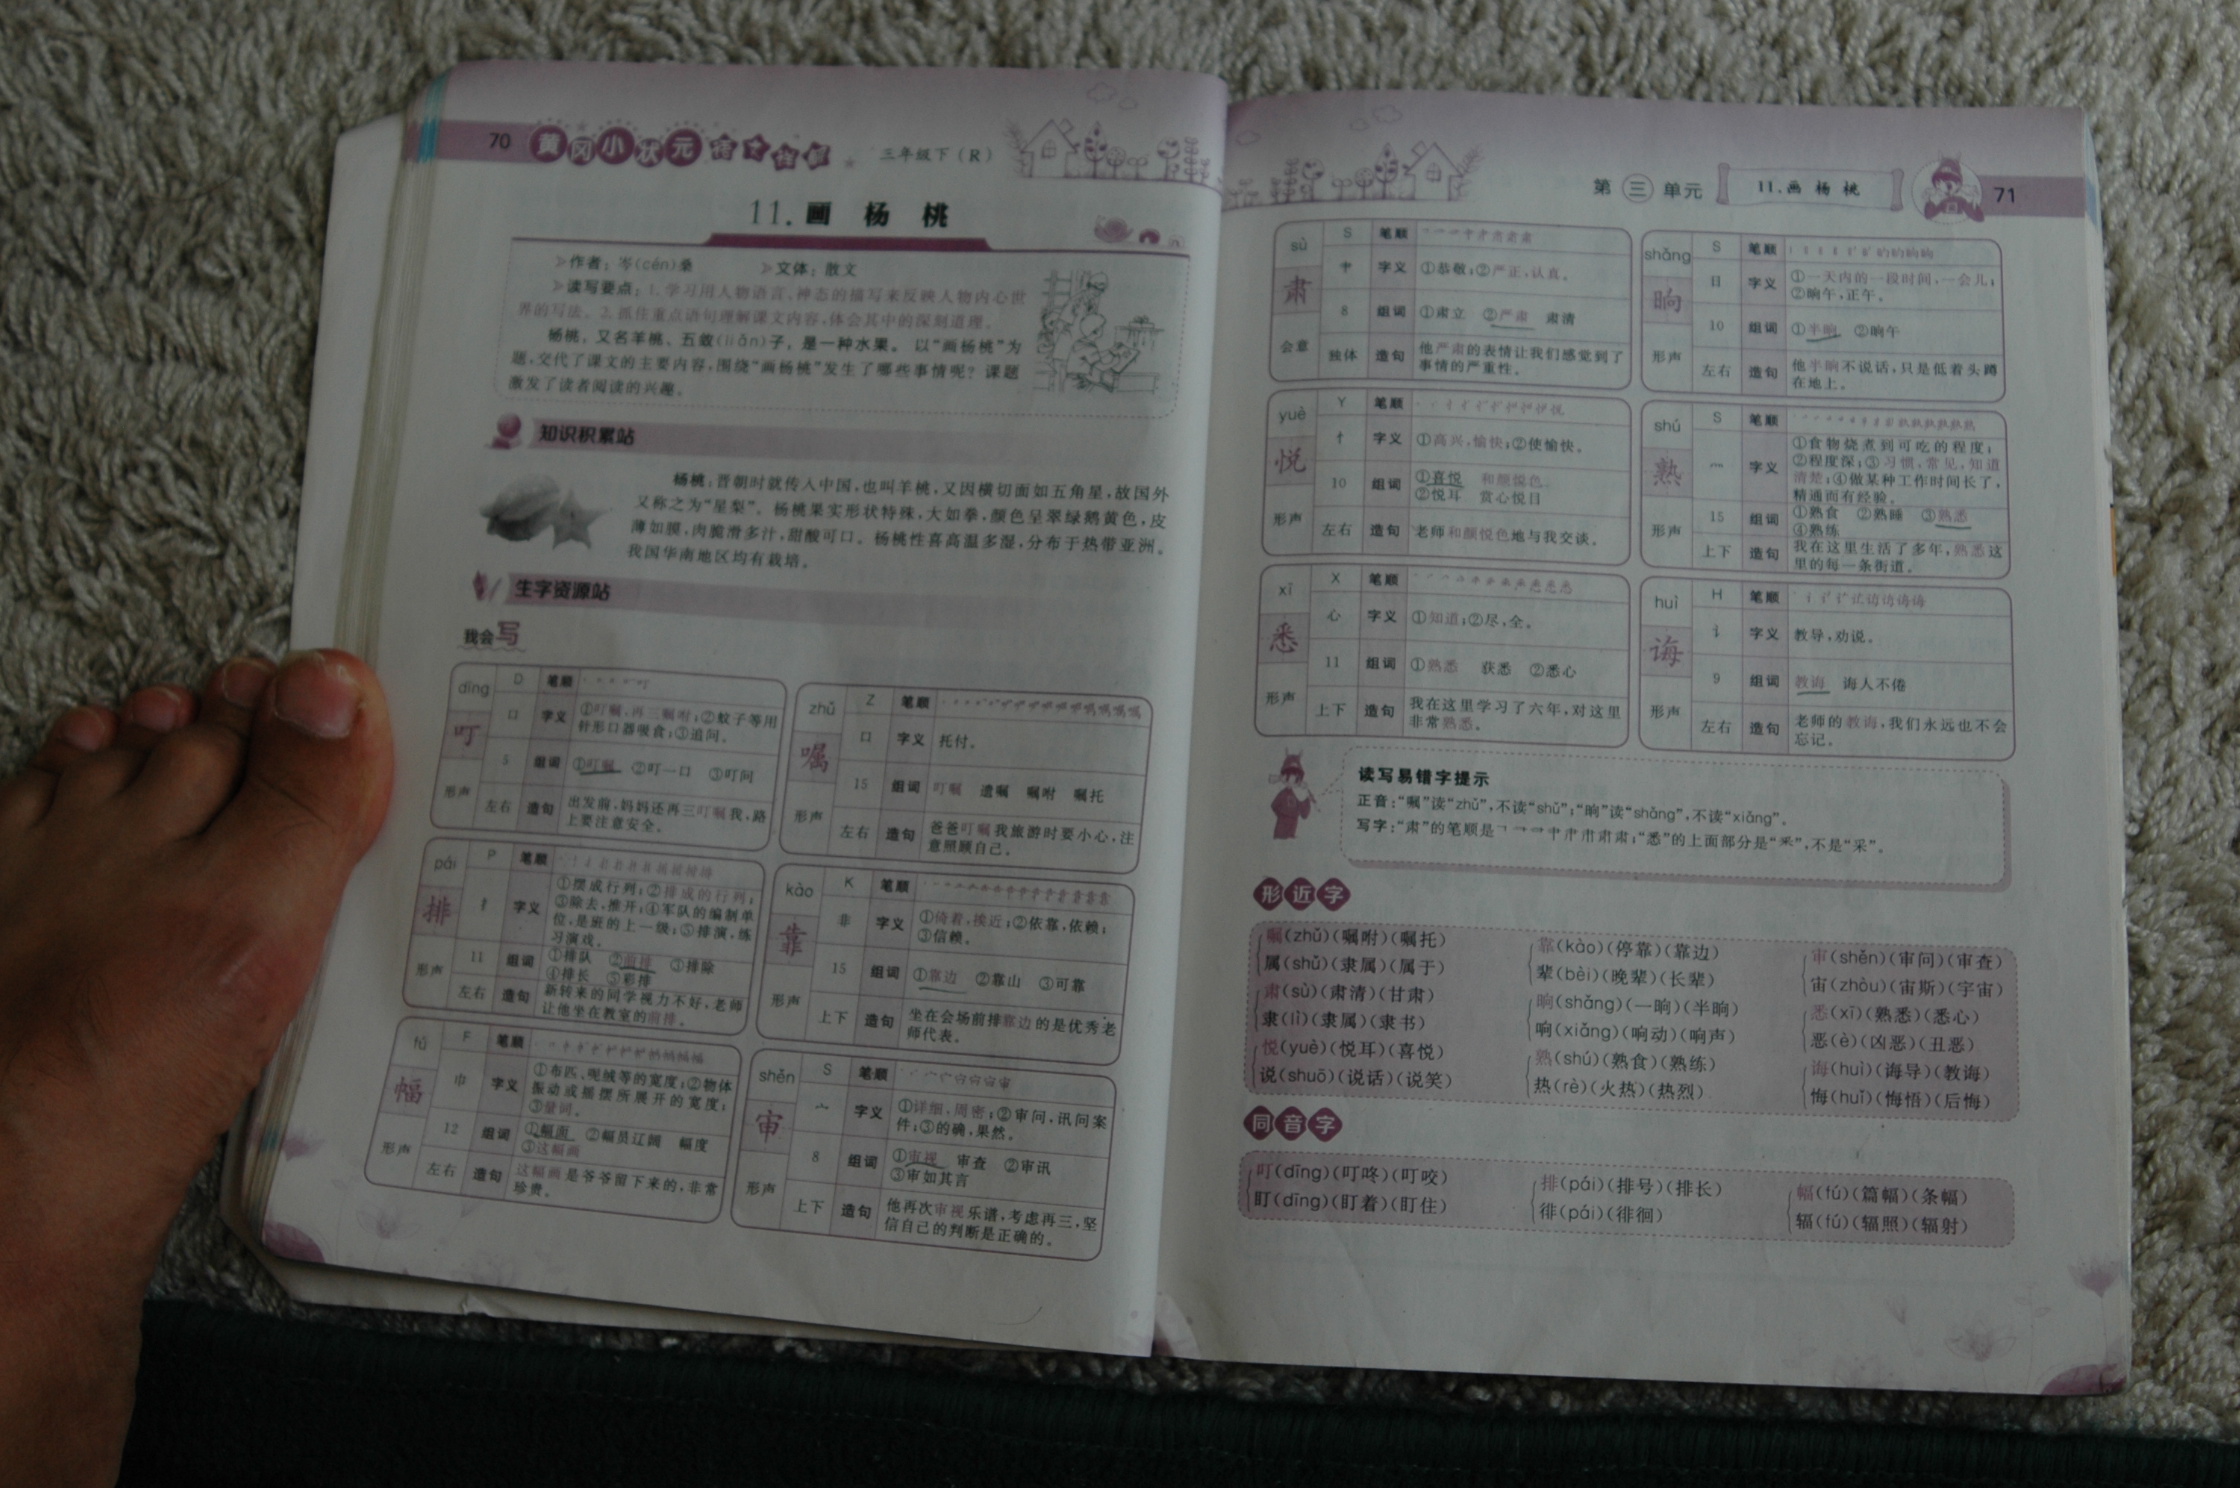 70 黄冈小状元 三年级下(R)
11.画 杨 桃
作者:岑(cén)桑 文体:散文
读写要点:1.学习用人物语言、神态的描写来反映人物内心世
界的写法。2.抓住重点语句理解课文内容,体会其中的深刻道理。
杨桃,又名羊桃、五敛(liǎn)子,是一种水果。以“画杨桃”为
题,交代了课文的主要内容,围绕“画杨桃”发生了哪些事情呢?课题
激发了读者阅读的兴趣。
知识积累站
杨桃:晋朝时就传入中国,也叫羊桃,又因横切面如五角星,故国外
又称之为“星梨”。杨桃果实形状特殊,大如拳,颜色呈翠绿鹅黄色,皮
薄如膜,肉脆滑多汁,甜酸可口。杨桃性喜高温多湿,分布于热带亚洲。
我国华南地区均有栽培。
生字资源站
我会写
dīng 叮 形声
D 口 5 左右
笔顺
字义 ①叮嘱,再三嘱咐;②蚊子等用
针形口器吸食;③追问。
组词 ①叮嘱 ②叮一口 ③叮问
造句 出发前,妈妈还再三叮嘱我,路
上要注意安全。
zhǔ 嘱 形声
Z 口 15 左右
笔顺
字义 托付。
组词 叮嘱 遗嘱 嘱咐 嘱托
造句 爸爸叮嘱我旅游时要小心,注
意照顾自己。
pái 排 形声
P 扌 11 左右
笔顺
字义 ①摆成行列;②排成的行列;
③除去,推开;④军队的编制单
位,是班的上一级;⑤排演,练
习演戏。
组词 ①排队 ②前排 ③排除
④排长 ⑤彩排
造句 新转来的同学视力不好,老师
让他坐在教室的前排。
kào 靠 形声
K 非 15 上下
笔顺
字义 ①倚着,接近;②依靠,依赖;
③信赖。
组词 ①靠边 ②靠山 ③可靠
造句 坐在会场前排靠边的是优秀老
师代表。
fú 幅 形声
F 巾 12 左右
笔顺
字义 ①布匹、呢绒等的宽度;②物体
振动或摇摆所展开的宽度;
③量词。
组词 ①幅面 ②幅员辽阔 幅度
③这幅画
造句 这幅画是爷爷留下来的,非常
珍贵。
shěn 审 形声
S 宀 8 上下
笔顺
字义 ①详细,周密;②审问,讯问案
件;③的确,果然。
组词 ①审视 审查 ②审讯
③审如其言
造句 他再次审视乐谱,考虑再三,坚
信自己的判断是正确的。
第三单元 11.画 杨 桃 71
sù 肃 会意
S 肀 8 独体
笔顺
字义 ①恭敬;②严正,认真。
组词 ①肃立 ②严肃 肃清
造句 他严肃的表情让我们感觉到了
事情的严重性。
shǎng 晌 形声
S 日 10 左右
笔顺
字义 ①一天内的一段时间,一会儿;
②晌午,正午。
组词 ①半晌 ②晌午
造句 他半晌不说话,只是低着头蹲
在地上。
yuè 悦 形声
Y 忄 10 左右
笔顺
字义 ①高兴,愉快;②使愉快。
组词 ①喜悦 和颜悦色
②悦耳 赏心悦目
造句 老师和颜悦色地与我交谈。
shú 熟 形声
S 灬 15 上下
笔顺
字义 ①食物烧煮到可吃的程度;
②程度深;③习惯,常见,知道
清楚;④做某种工作时间长了,
精通而有经验。
组词 ①熟食 ②熟睡 ③熟悉
④熟练
造句 我在这里生活了多年,熟悉这
里的每一条街道。
xī 悉 形声
X 心 11 上下
笔顺
字义 ①知道;②尽,全。
组词 ①熟悉 获悉 ②悉心
造句 我在这里学习了六年,对这里
非常熟悉。
huì 诲 形声
H 讠 9 左右
笔顺
字义 教导,劝说。
组词 教诲 诲人不倦
造句 老师的教诲,我们永远也不会
忘记。
读写易错字提示
正音:“嘱”读“zhǔ”,不读“shǔ”;“晌”读“shǎng”,不读“xiǎng”。
写字:“肃”的笔顺是 肃;“悉”的上面部分是“釆”,不是“采”。
形近字
嘱(zhǔ)(嘱咐)(嘱托) 靠(kào)(停靠)(靠边) 审(shěn)(审问)(审查)
属(shǔ)(隶属)(属于) 辈(bèi)(晚辈)(长辈) 宙(zhòu)(宙斯)(宇宙)
肃(sù)(肃清)(甘肃) 晌(shǎng)(一晌)(半晌) 悉(xī)(熟悉)(悉心)
隶(lì)(隶属)(隶书) 响(xiǎng)(响动)(响声) 恶(è)(凶恶)(丑恶)
悦(yuè)(悦耳)(喜悦) 熟(shú)(熟食)(熟练) 诲(huì)(诲导)(教诲)
说(shuō)(说话)(说笑) 热(rè)(火热)(热烈) 悔(huǐ)(悔悟)(后悔)
同音字
叮(dīng)(叮咚)(叮咬) 排(pái)(排号)(排长) 幅(fú)(篇幅)(条幅)
盯(dīng)(盯着)(盯住) 徘(pái)(徘徊) 辐(fú)(辐照)(辐射)